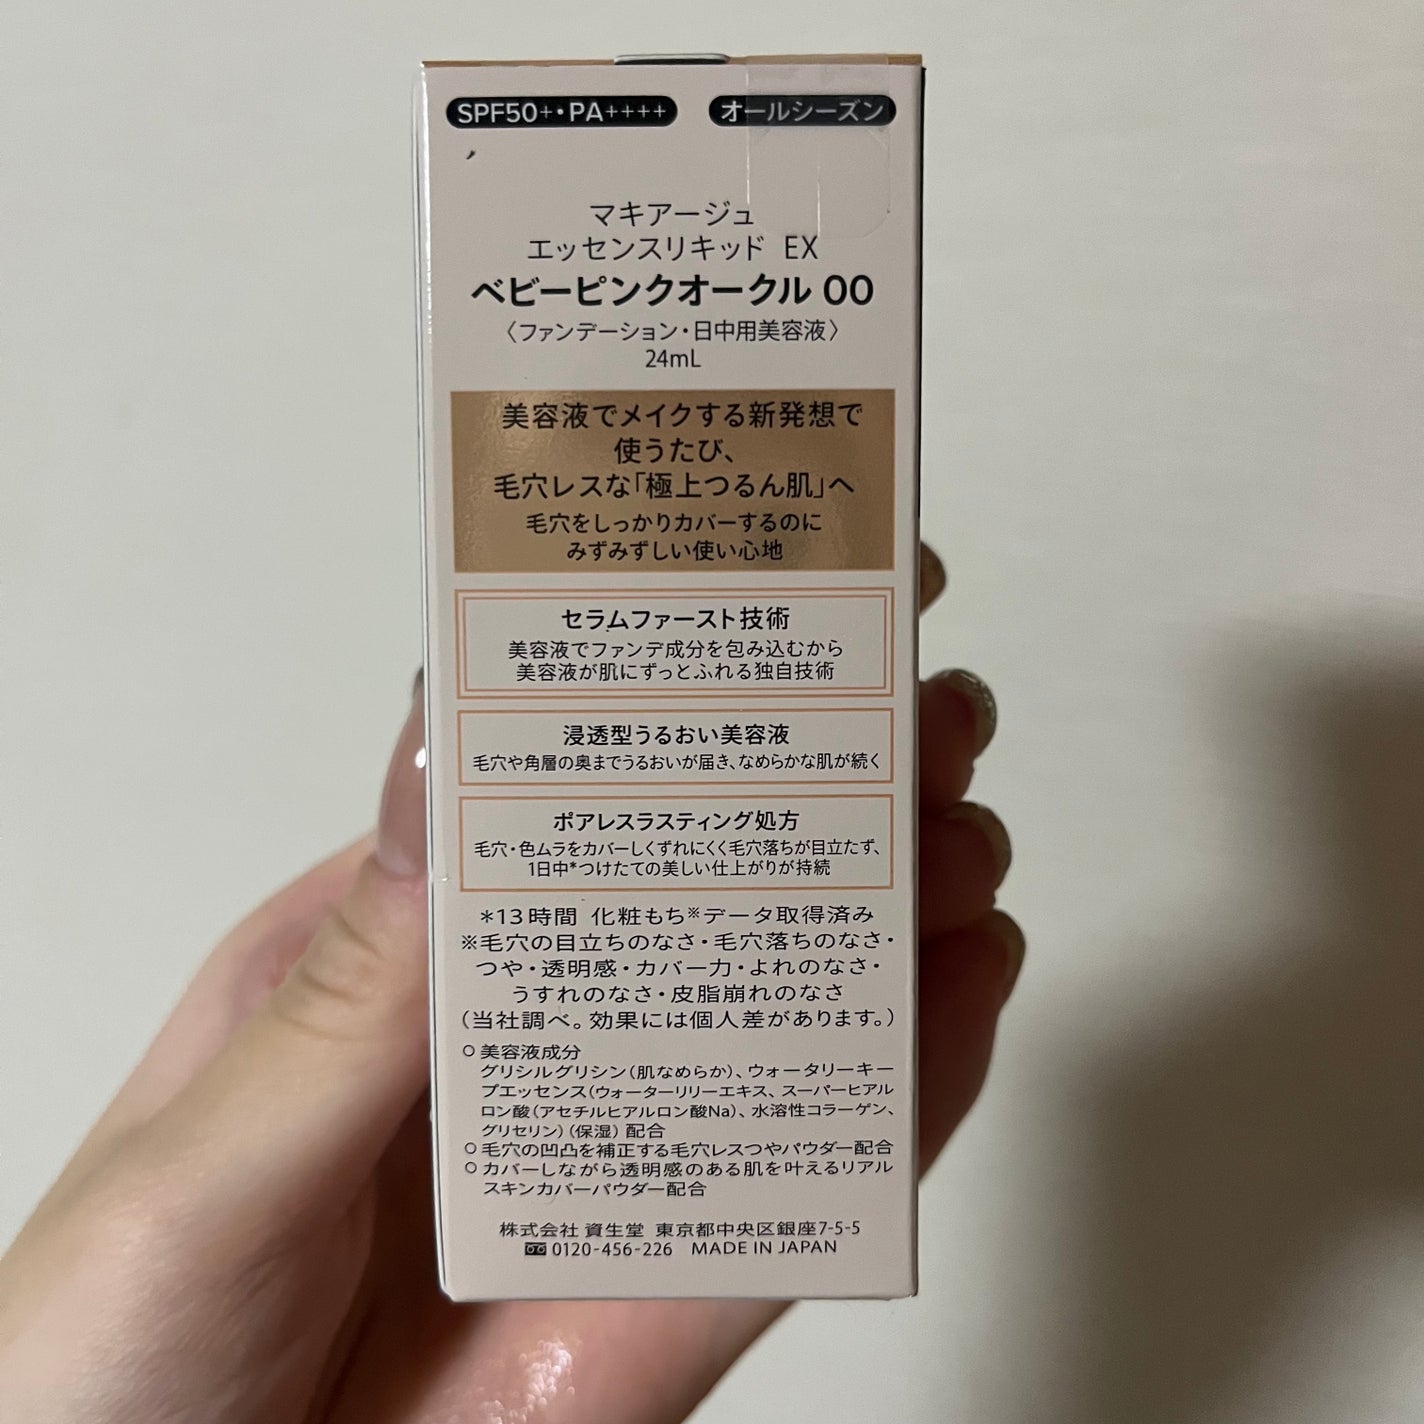 SPF50+・PA++++ オールシーズン
マキアージュ
エッセンスリキッド EX
ベビーピンクオークル 00
〈ファンデーション・日中用美容液〉
24mL
美容液でメイクする新発想で
使うたび、
毛穴レスな「極上つるん肌」へ
毛穴をしっかりカバーするのに
みずみずしい使い心地
セラムファースト技術
美容液でファンデ成分を包み込むから
美容液が肌にずっとふれる独自技術
浸透型うるおい美容液
毛穴や角層の奥までうるおいが届き、なめらかな肌が続く
ポアレスラスティング処方
毛穴・色ムラをカバーしくずれにくく毛穴落ちが目立たず、
1日中*つけたての美しい仕上がりが持続
*13時間 化粧もち※データ取得済み
※毛穴の目立ちのなさ・毛穴落ちのなさ・
つや・透明感・カバー力・よれのなさ・
うすれのなさ・皮脂崩れのなさ
(当社調べ。効果には個人差があります。)
○ 美容液成分
グリシルグリシン(肌なめらか)、ウォータリーキー
プエッセンス(ウォーターリリーエキス、スーパーヒアル
ロン酸(アセチルヒアルロン酸Na)、水溶性コラーゲン、
グリセリン)(保湿) 配合
○ 毛穴の凹凸を補正する毛穴レスつやパウダー配合
○ カバーしながら透明感のある肌を叶えるリアル
スキンカバーパウダー配合
株式会社 資生堂 東京都中央区銀座7-5-5
0120-456-226 MADE IN JAPAN